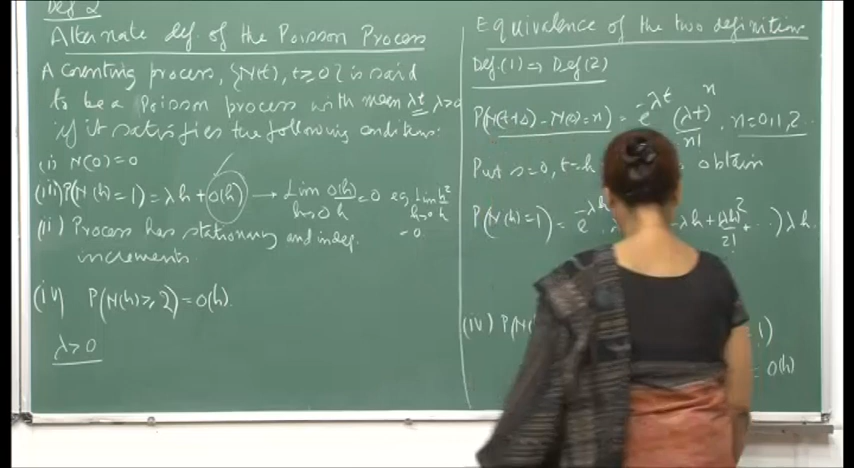 Def 2
Alternate def. of the Poisson Process
A counting process, {N(t), t≥0} is said
to be a Poisson process with mean λt, λ>0
if it satisfies the following conditions:
(i) N(0)=0
(iii) P(N(h)=1) = λh + o(h) → Lim o(h)/h = 0 eg, Lim h²/h
h→0 h→0
(ii) Process has stationary and indep. = 0
increments.
(iv) P(N(h)≥2) = o(h).
λ>0
Equivalence of the two definitions
Def.(1) ⇒ Def(2)
P(N(t+s) - N(s)=n) = e^{-λt} (λt)^n/n!, n=0,1,2...
Put s=0, t=h obtain
P(N(h)=1) = e^{-λh} λh + (λh)²/2! + ...) λh.
(iv) P(N 1)
= o(h)